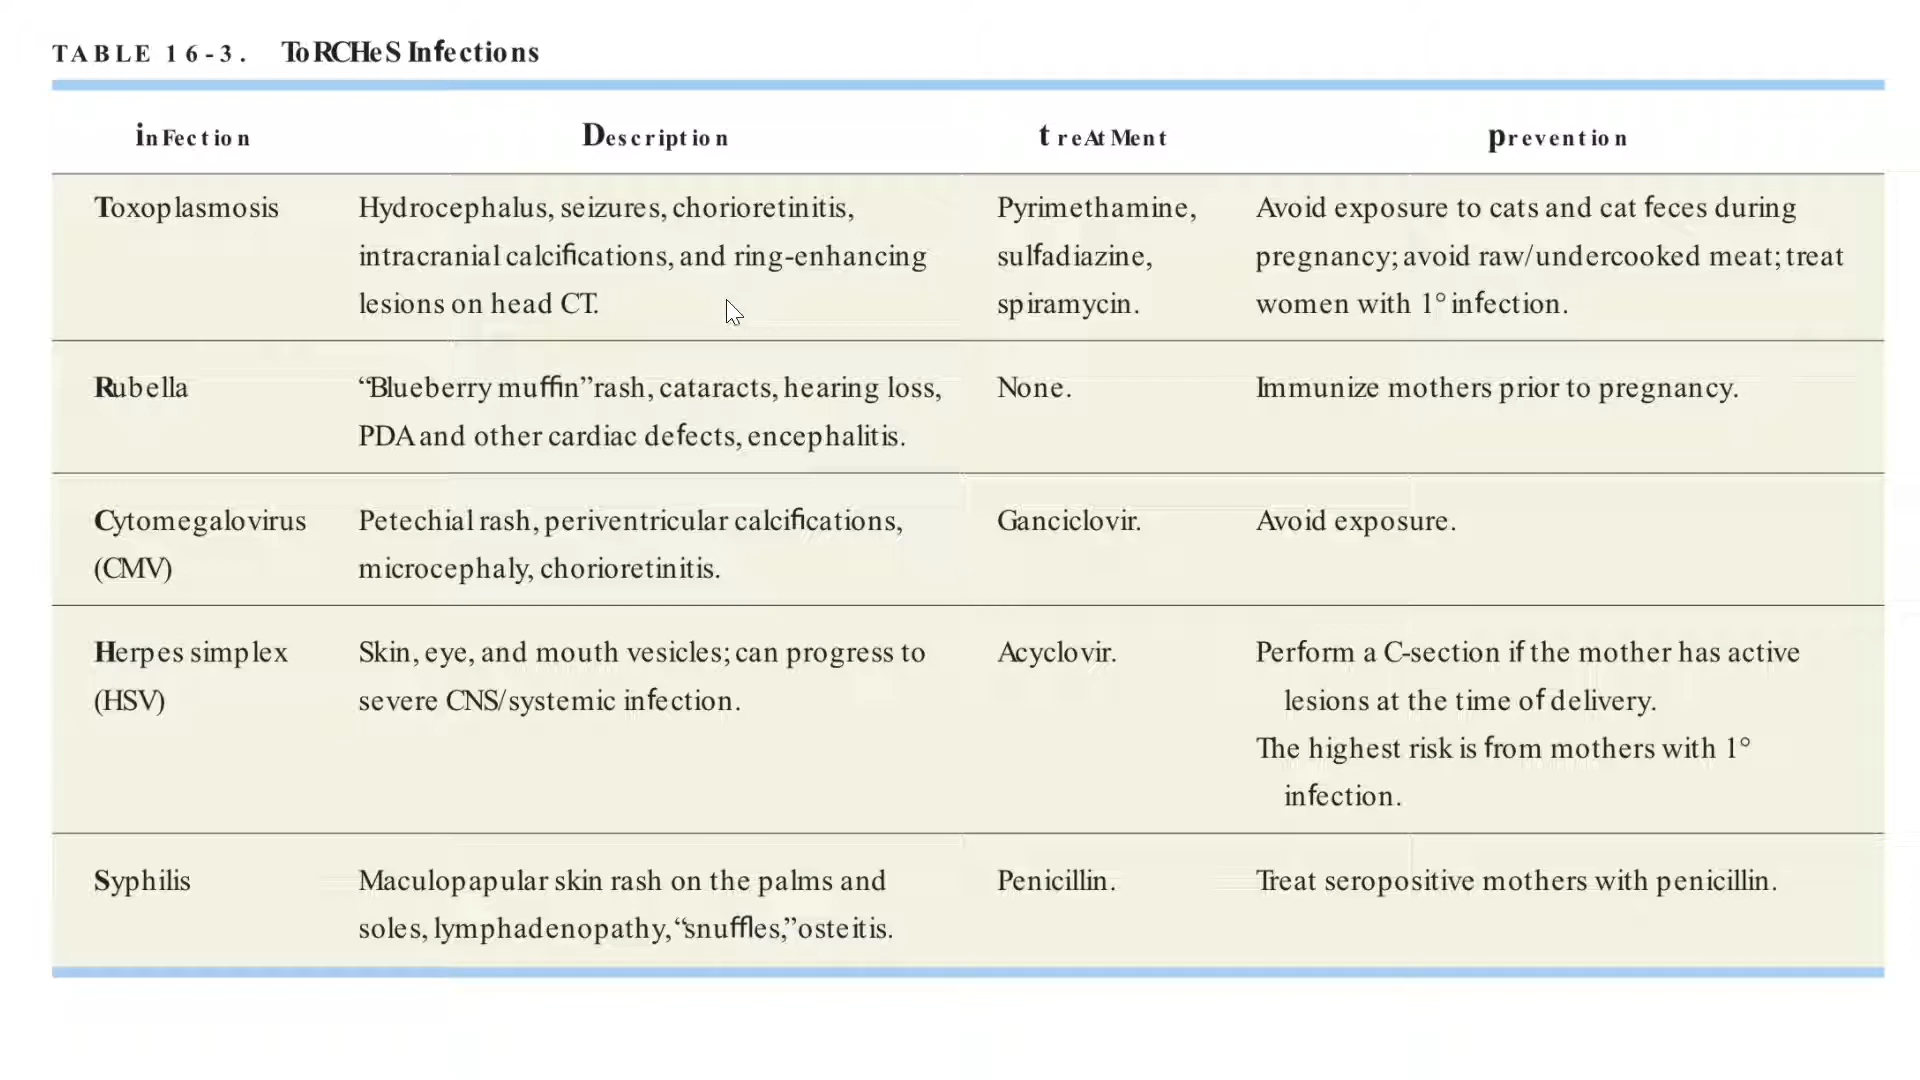 TABLE 16-3. ToRCHeS Infections
inFection Description treAtMent prevention
Toxoplasmosis Hydrocephalus, seizures, chorioretinitis, Pyrimethamine, Avoid exposure to cats and cat feces during
intracranial calcifications, and ring-enhancing sulfadiazine, pregnancy; avoid raw/undercooked meat; treat
lesions on head CT. spiramycin. women with 1° infection.
Rubella “Blueberry muffin” rash, cataracts, hearing loss, None. Immunize mothers prior to pregnancy.
PDA and other cardiac defects, encephalitis.
Cytomegalovirus Petechial rash, periventricular calcifications, Ganciclovir. Avoid exposure.
(CMV) microcephaly, chorioretinitis.
Herpes simplex Skin, eye, and mouth vesicles; can progress to Acyclovir. Perform a C-section if the mother has active
(HSV) severe CNS/systemic infection. lesions at the time of delivery.
The highest risk is from mothers with 1°
infection.
Syphilis Maculopapular skin rash on the palms and Penicillin. Treat seropositive mothers with penicillin.
soles, lymphadenopathy, “snuffles,” osteitis.